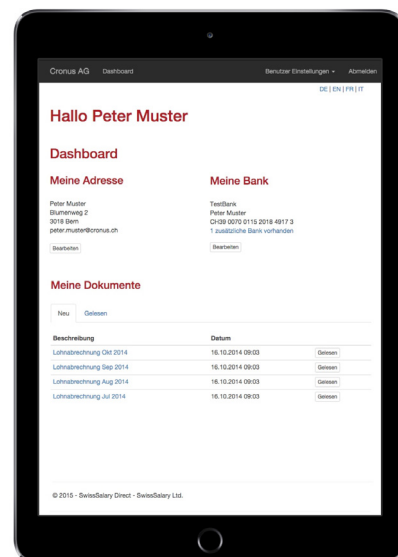 Cronus AG Dashboard Benutzer Einstellungen Abmelden
DE | EN | FR | IT
Hallo Peter Muster
Dashboard
Meine Adresse
Peter Muster
Blumenweg 2
3018 Bern
peter.muster@cronus.ch
Bearbeiten
Meine Bank
TestBank
Peter Muster
CH39 0070 0115 2018 4917 3
1 zusätzliche Bank vorhanden
Bearbeiten
Meine Dokumente
Neu Gelesen
Beschreibung Datum
Lohnabrechnung Okt 2014 16.10.2014 09:03 Gelesen
Lohnabrechnung Sep 2014 16.10.2014 09:03 Gelesen
Lohnabrechnung Aug 2014 16.10.2014 09:03 Gelesen
Lohnabrechnung Jul 2014 16.10.2014 09:03 Gelesen
© 2015 - SwissSalary Direct - SwissSalary Ltd.